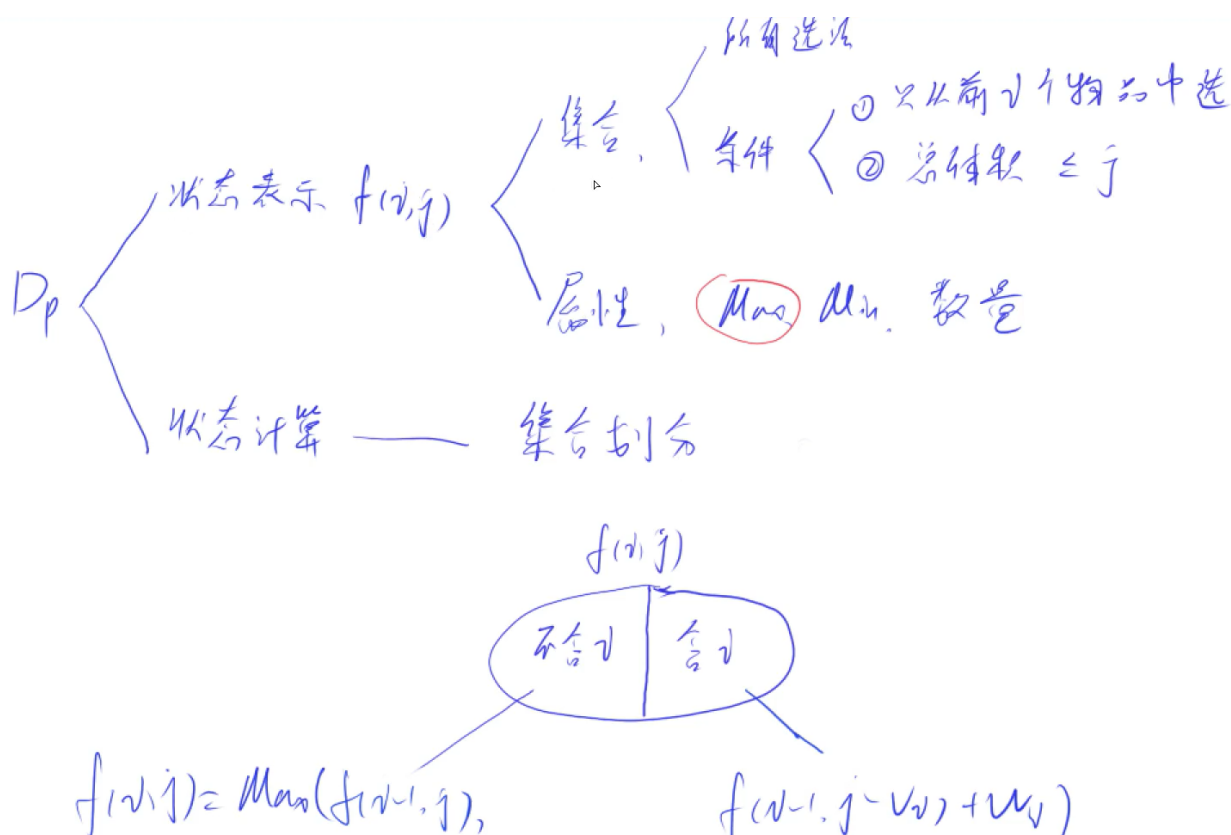 所有选法
集合, 条件 ① 只从前i个物品中选
② 总体积 ≤ j
状态表示 f(i,j)
Dp
属性, Max, Min, 数量
状态计算 集合划分
f(i,j)
不含i 含i
f(i,j)= Max(f(i-1,j), f(i-1, j-Vi)+Wi)